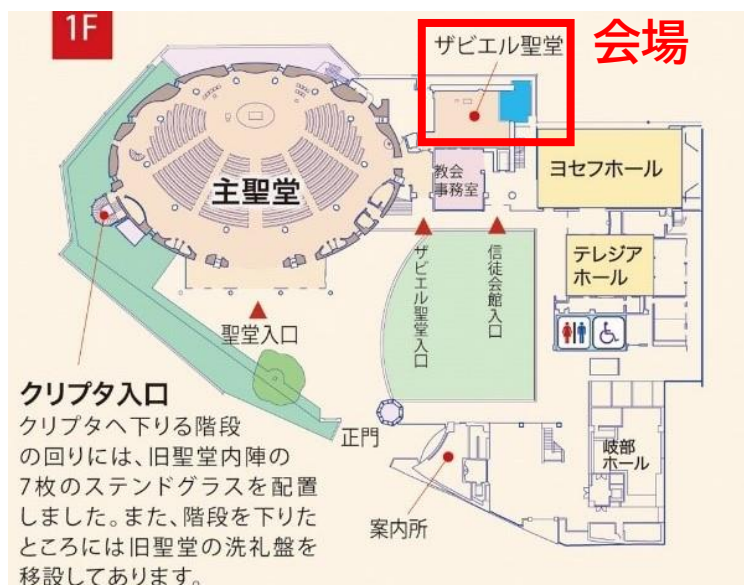 1F
ザビエル聖堂
会場
主聖堂
教会
事務室
ヨセフホール
テレジア
ホール
ザビエル聖堂入口
信徒会館入口
聖堂入口
クリプタ入口
クリプタへ下りる階段
の回りには、旧聖堂内陣の
7枚のステンドグラスを配置
しました。また、階段を下りた
ところには旧聖堂の洗礼盤を
移設してあります。
正門
案内所
岐部
ホール